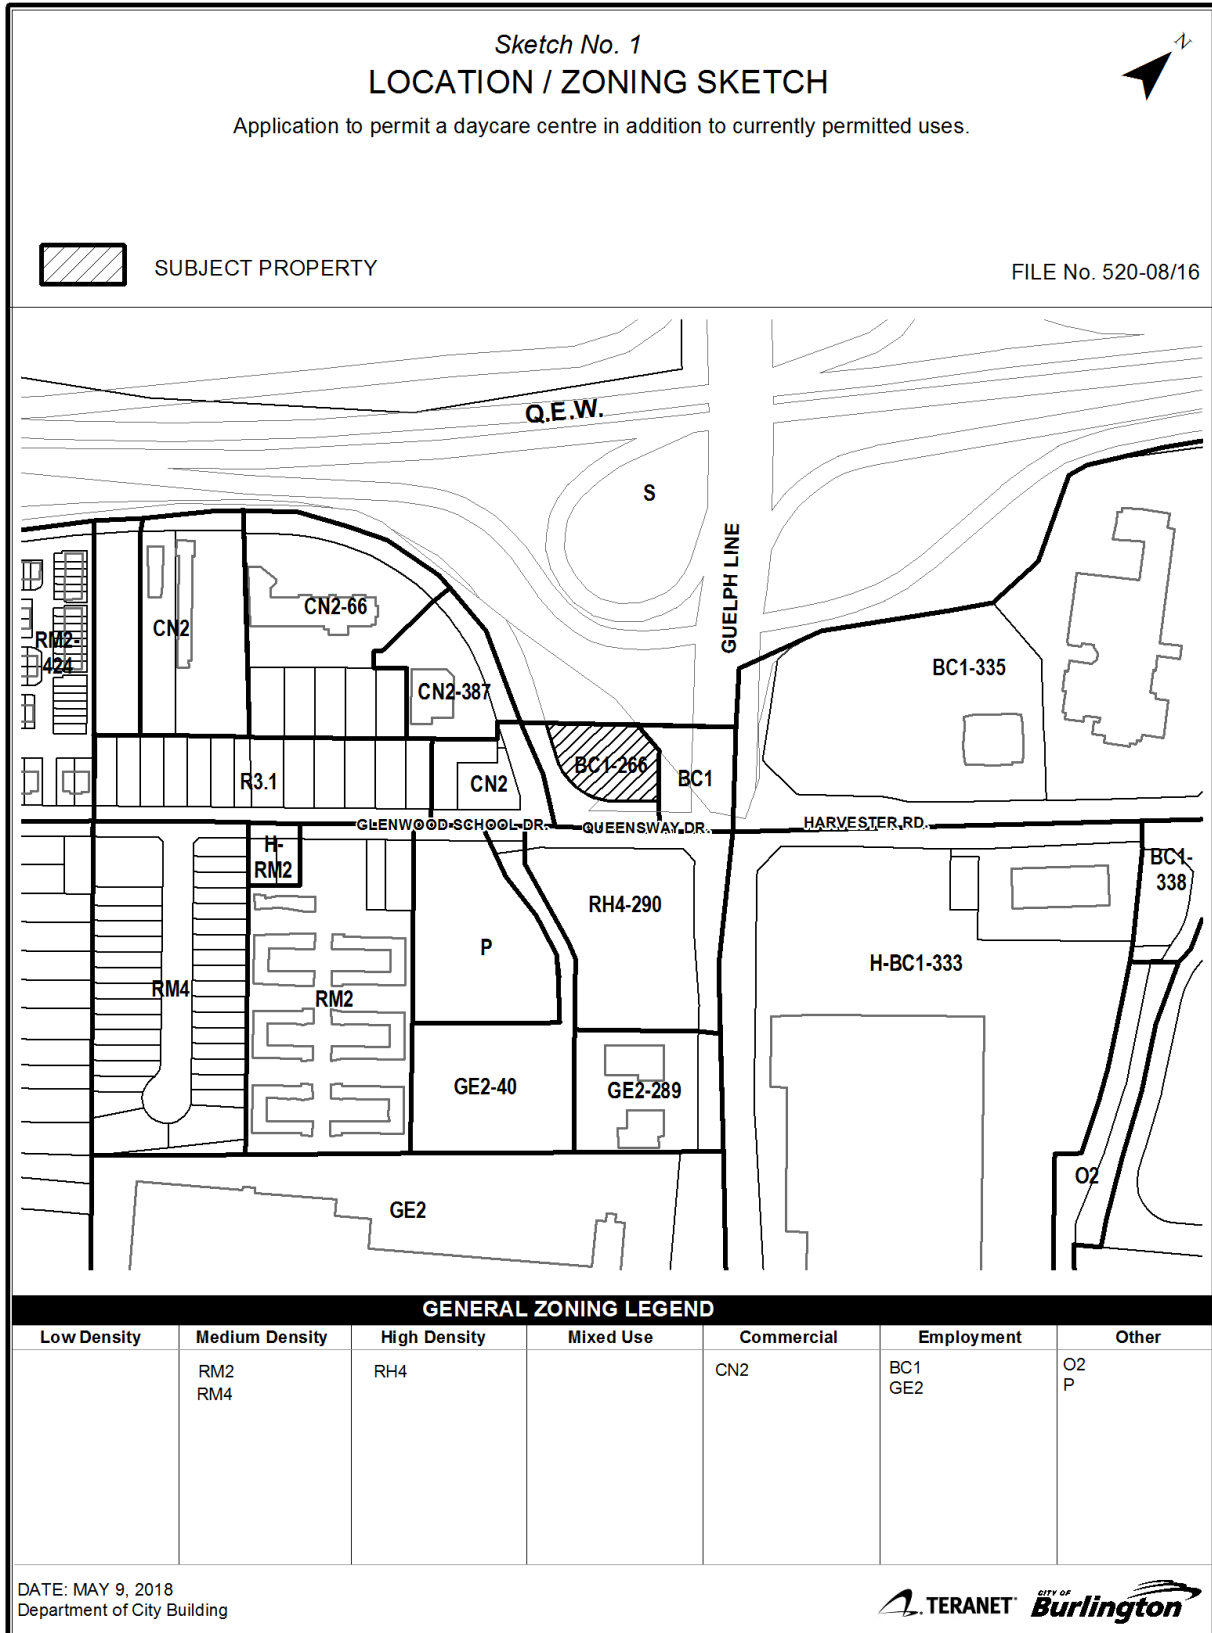 Sketch No. 1
LOCATION / ZONING SKETCH
N
Application to permit a daycare centre in addition to currently permitted uses.
SUBJECT PROPERTY
FILE No. 520-08/16
Q.E.W.
S
GUELPH LINE
CN2-66
CN2
RM2-
424
BC1-335
CN2-387
BC1-266
BC1
R3.1
CN2
GLENWOOD SCHOOL DR.
QUEENSWAY DR.
HARVESTER RD.
H-
RM2
BC1-
338
RH4-290
P
H-BC1-333
RM4
RM2
GE2-40
GE2-289
O2
GE2
GENERAL ZONING LEGEND
Low Density
Medium Density
High Density
Mixed Use
Commercial
Employment
Other
RM2
RM4
RH4
CN2
BC1
GE2
O2
P
DATE: MAY 9, 2018
Department of City Building
TERANET
CITY OF
Burlington